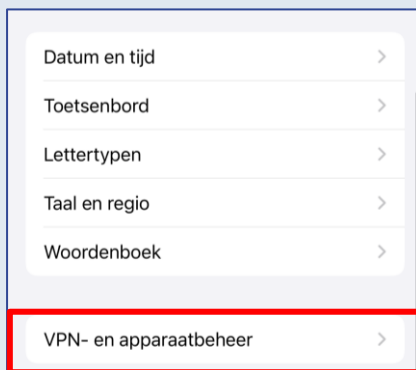 Datum en tijd
Toetsenbord
Lettertypen
Taal en regio
Woordenboek
VPN- en apparaatbeheer